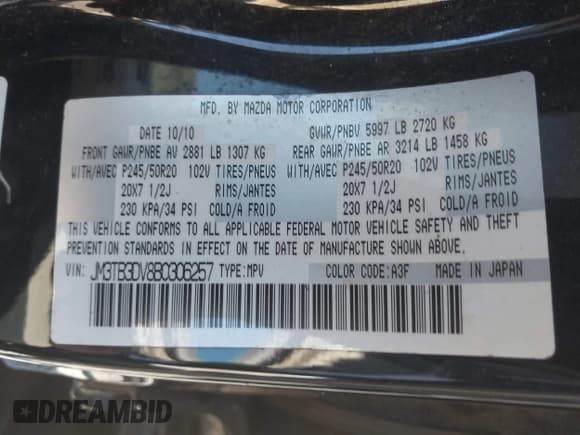 MFD. BY MAZDA MOTOR CORPORATION
DATE 10/10 GVWR/PNBV 5997 LB 2720 KG
FRONT GAWR/PNBE AV 2881 LB 1307 KG REAR GAWR/PNBE AR 3214 LB 1458 KG
WITH/AVEC P245/50R20 102V TIRES/PNEUS WITH/AVEC P245/50R20 102V TIRES/PNEUS
20X7 1/2J RIMS/JANTES 20X7 1/2J RIMS/JANTES
230 KPA/34 PSI COLD/A FROID 230 KPA/34 PSI COLD/A FROID
THIS VEHICLE CONFORMS TO ALL APPLICABLE FEDERAL MOTOR VEHICLE SAFETY AND THEFT
PREVENTION STANDARDS IN EFFECT ON THE DATE OF MANUFACTURE SHOWN ABOVE.
VIN: JM3TB3DV8B0306257 TYPE:MPV COLOR CODE:A3F MADE IN JAPAN
DREAMBID